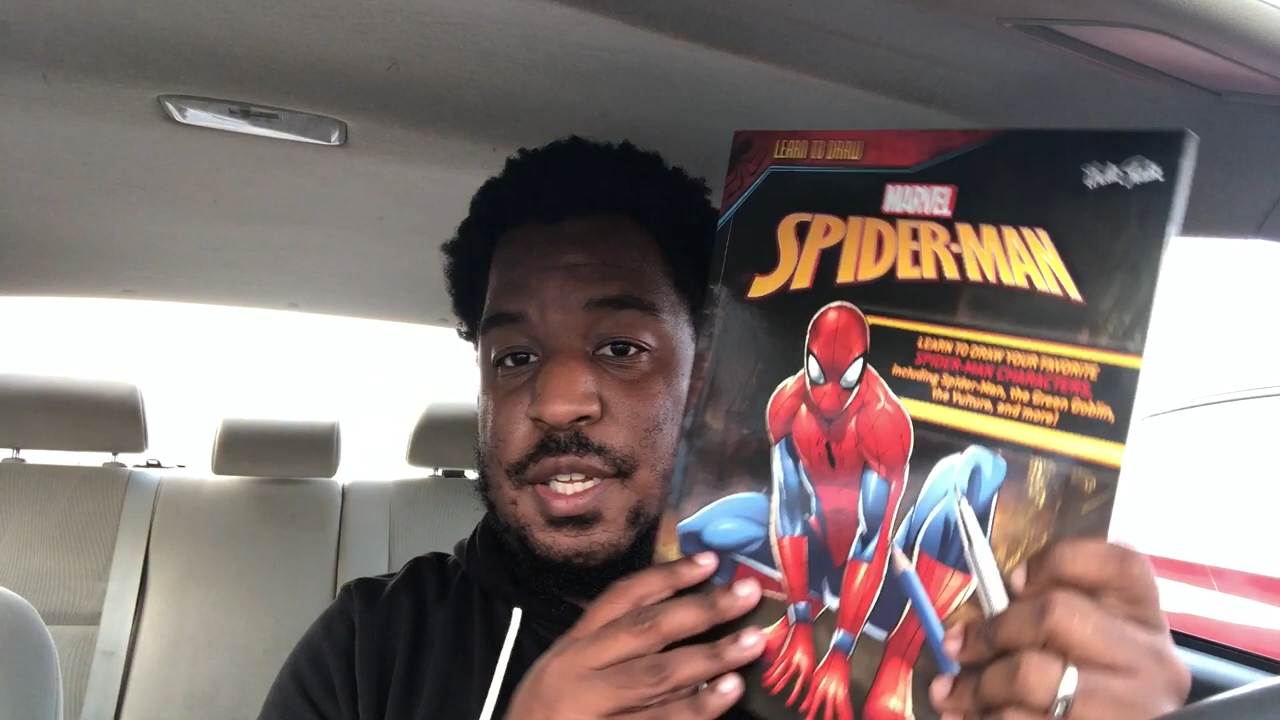 LEARN TO DRAW
MARVEL
SPIDER-MAN
LEARN TO DRAW YOUR FAVORITE
SPIDER-MAN CHARACTERS,
including Spider-Man, the Green Goblin,
the Vulture, and more!